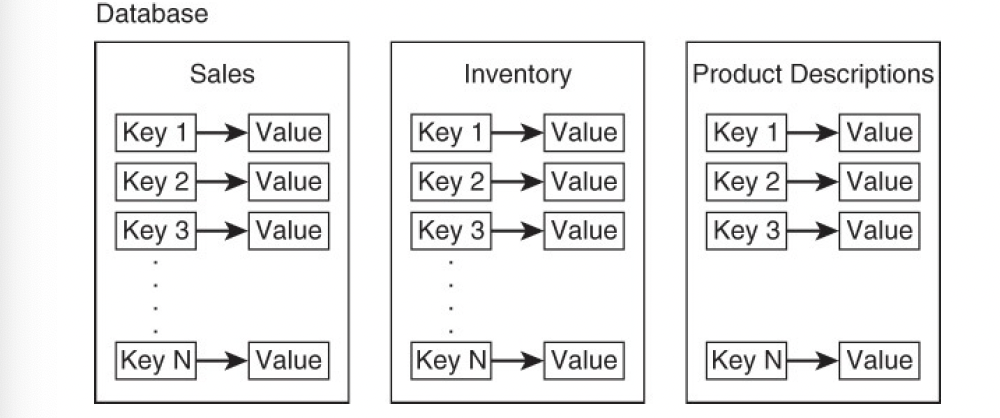 Database
Sales
Key 1 Value
Key 2 Value
Key 3 Value
Key N Value
Inventory
Key 1 Value
Key 2 Value
Key 3 Value
Key N Value
Product Descriptions
Key 1 Value
Key 2 Value
Key 3 Value
Key N Value